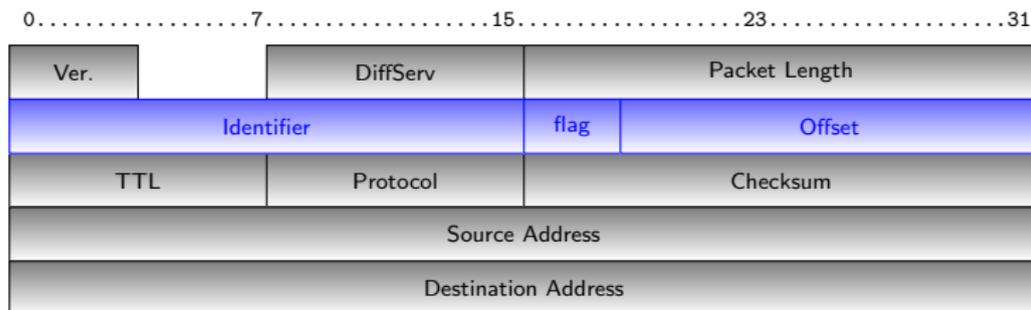 0................7................15................23................31
Ver. DiffServ Packet Length
Identifier flag Offset
TTL Protocol Checksum
Source Address
Destination Address